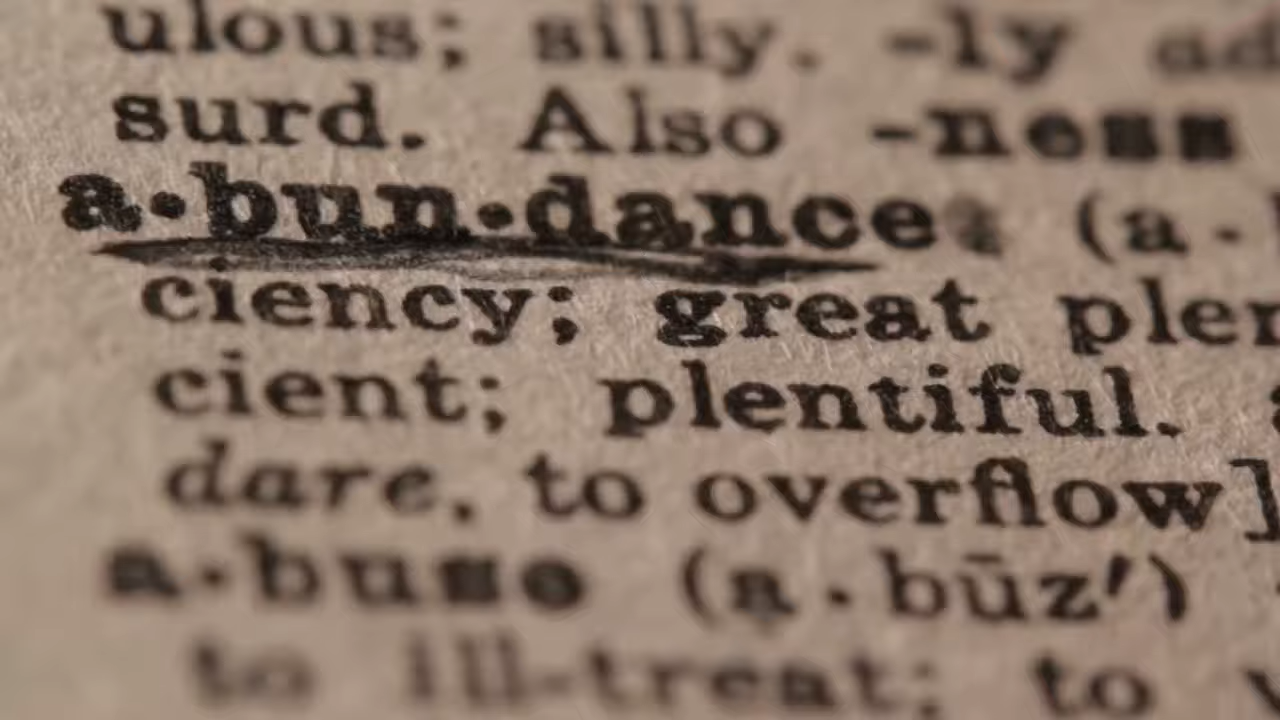 ulous; silly. -ly ad
surd. Also -ness
a·bun·dance (a·
ciency; great plen
cient; plentiful.
dare, to overflow]
a·buse (a·būz′)
to ill-treat; to